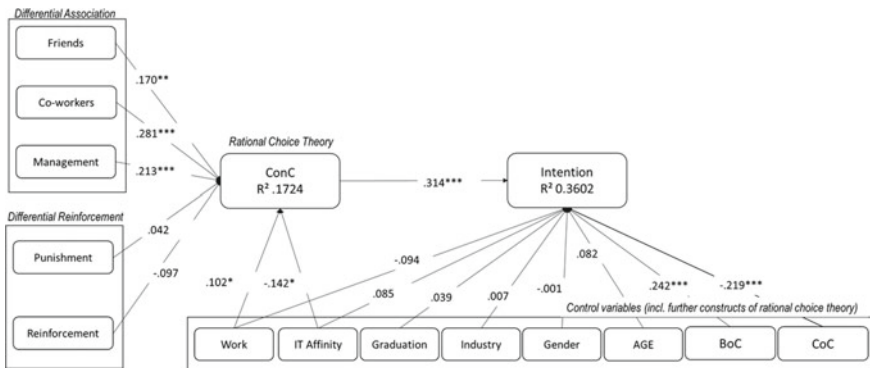 Differential Association
Friends
Co-workers
Management
.170**
.281***
.213***
Rational Choice Theory
ConC
R² .1724
.314***
Intention
R² 0.3602
Differential Reinforcement
Punishment
Reinforcement
.042
-.097
.102*
-.142*
-.094
.085
.039
.007
-.001
.082
.242***
-.219***
Control variables (incl. further constructs of rational choice theory)
Work
IT Affinity
Graduation
Industry
Gender
AGE
BoC
CoC